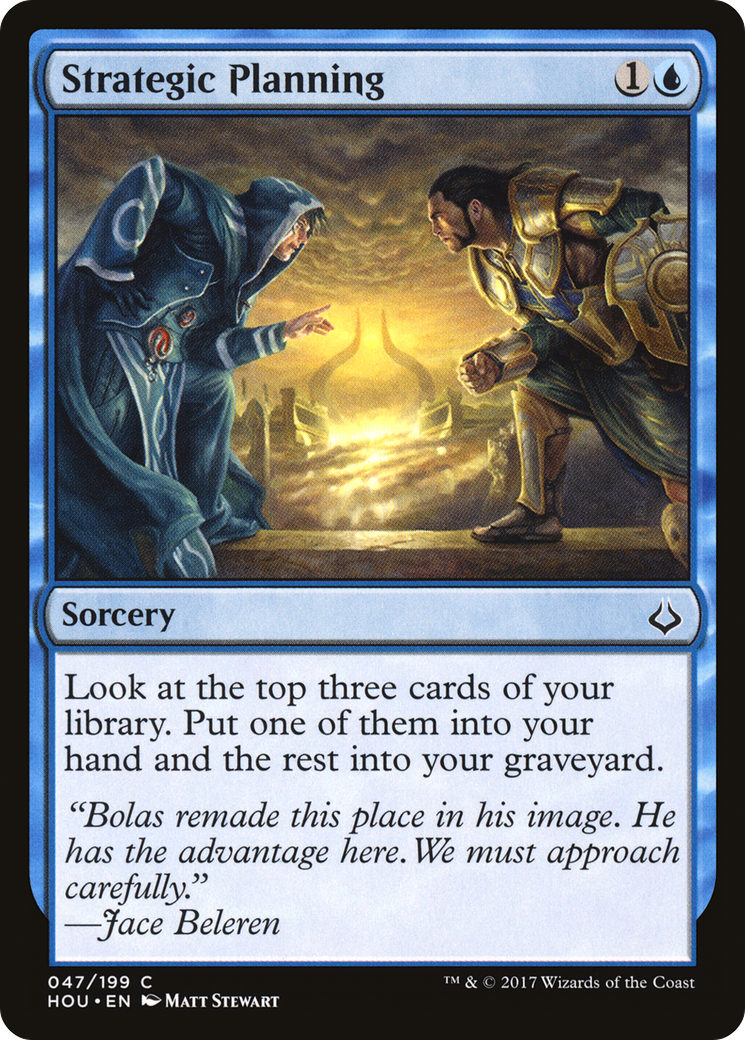 Strategic Planning 1
Sorcery
Look at the top three cards of your
library. Put one of them into your
hand and the rest into your graveyard.
“Bolas remade this place in his image. He
has the advantage here. We must approach
carefully.”
—Jace Beleren
047/199 C
HOU • EN Matt Stewart
™ & © 2017 Wizards of the Coast